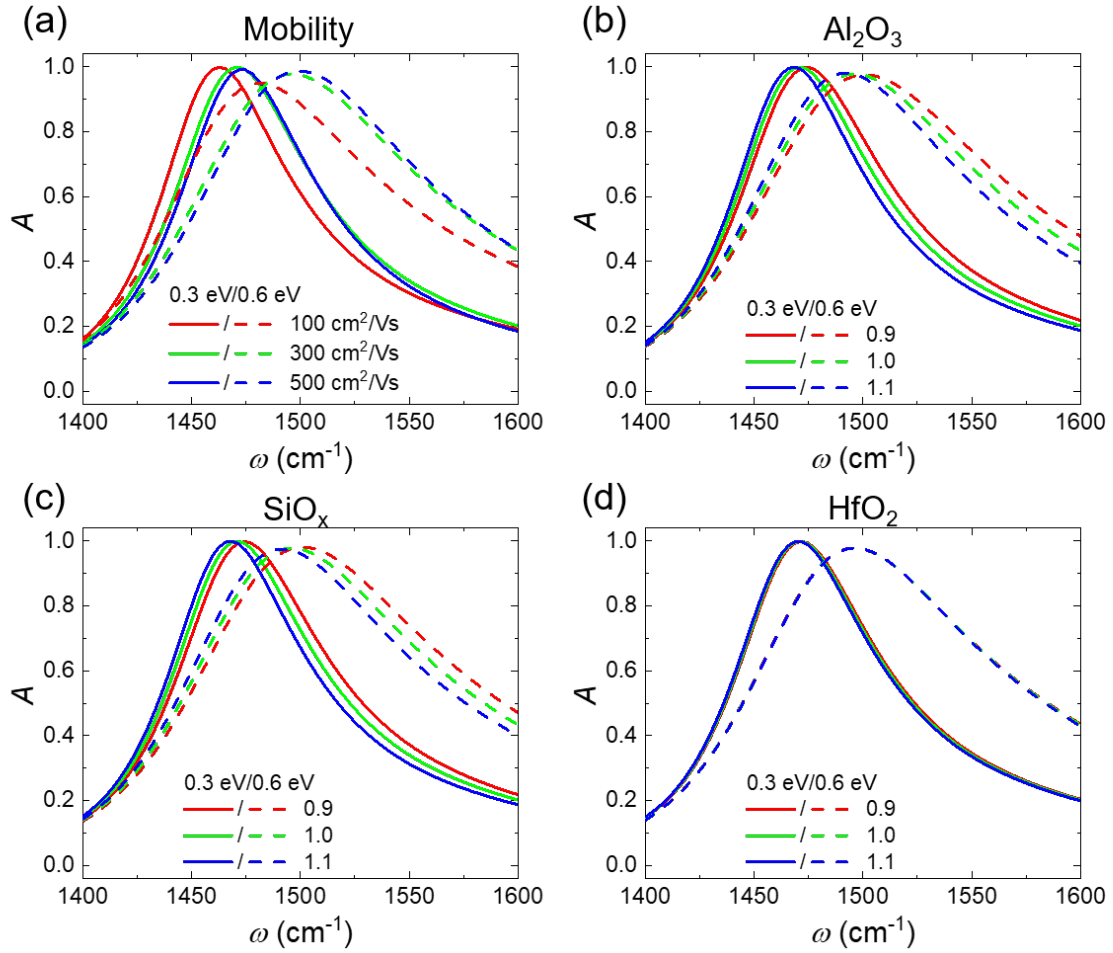 (a)
Mobility
1.0
0.8
0.6
0.4
0.2
0.0
A
0.3 eV/0.6 eV
/ 100 cm²/Vs
/ 300 cm²/Vs
/ 500 cm²/Vs
1400 1450 1500 1550 1600
ω (cm⁻¹)
(b)
Al₂O₃
1.0
0.8
0.6
0.4
0.2
0.0
A
0.3 eV/0.6 eV
/ 0.9
/ 1.0
/ 1.1
1400 1450 1500 1550 1600
ω (cm⁻¹)
(c)
SiOₓ
1.0
0.8
0.6
0.4
0.2
0.0
A
0.3 eV/0.6 eV
/ 0.9
/ 1.0
/ 1.1
1400 1450 1500 1550 1600
ω (cm⁻¹)
(d)
HfO₂
1.0
0.8
0.6
0.4
0.2
0.0
A
0.3 eV/0.6 eV
/ 0.9
/ 1.0
/ 1.1
1400 1450 1500 1550 1600
ω (cm⁻¹)